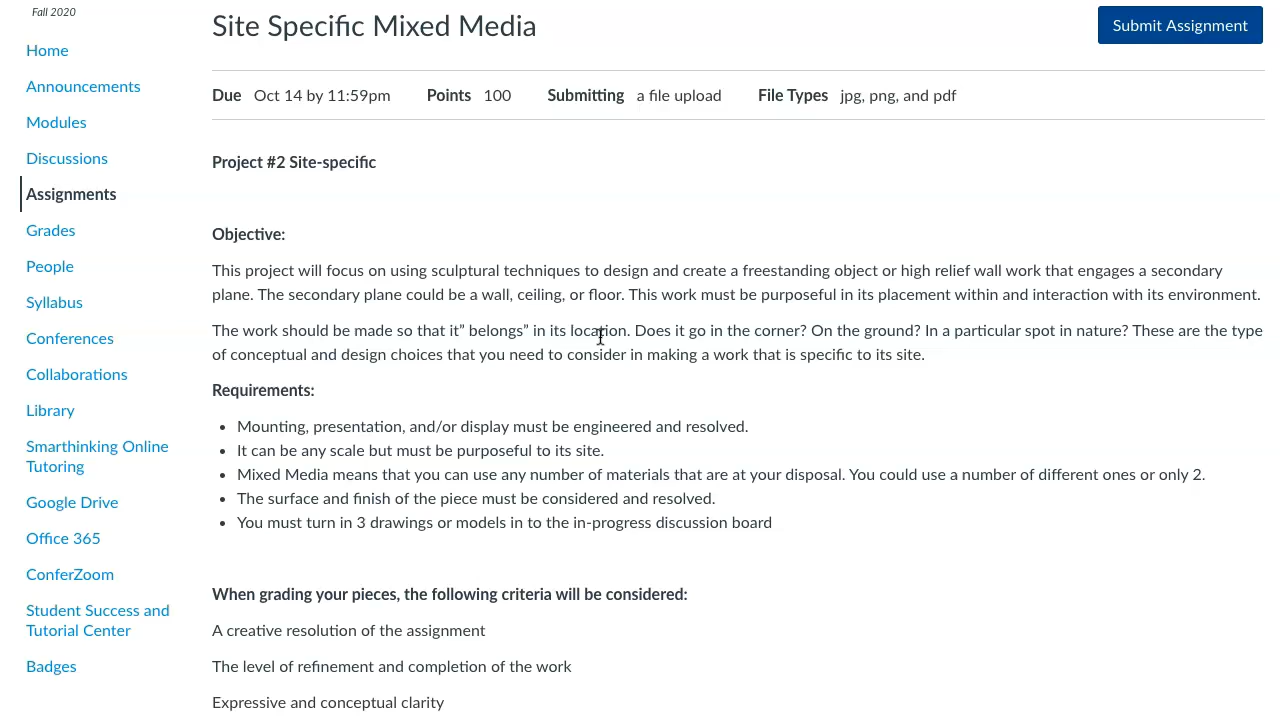 Fall 2020
Home
Announcements
Modules
Discussions
Assignments
Grades
People
Syllabus
Conferences
Collaborations
Library
Smarthinking Online
Tutoring
Google Drive
Office 365
ConferZoom
Student Success and
Tutorial Center
Badges
Site Specific Mixed Media
Submit Assignment
Due Oct 14 by 11:59pm Points 100 Submitting a file upload File Types jpg, png, and pdf
Project #2 Site-specific
Objective:
This project will focus on using sculptural techniques to design and create a freestanding object or high relief wall work that engages a secondary
plane. The secondary plane could be a wall, ceiling, or floor. This work must be purposeful in its placement within and interaction with its environment.
The work should be made so that it” belongs” in its location. Does it go in the corner? On the ground? In a particular spot in nature? These are the type
of conceptual and design choices that you need to consider in making a work that is specific to its site.
Requirements:
• Mounting, presentation, and/or display must be engineered and resolved.
• It can be any scale but must be purposeful to its site.
• Mixed Media means that you can use any number of materials that are at your disposal. You could use a number of different ones or only 2.
• The surface and finish of the piece must be considered and resolved.
• You must turn in 3 drawings or models in to the in-progress discussion board
When grading your pieces, the following criteria will be considered:
A creative resolution of the assignment
The level of refinement and completion of the work
Expressive and conceptual clarity